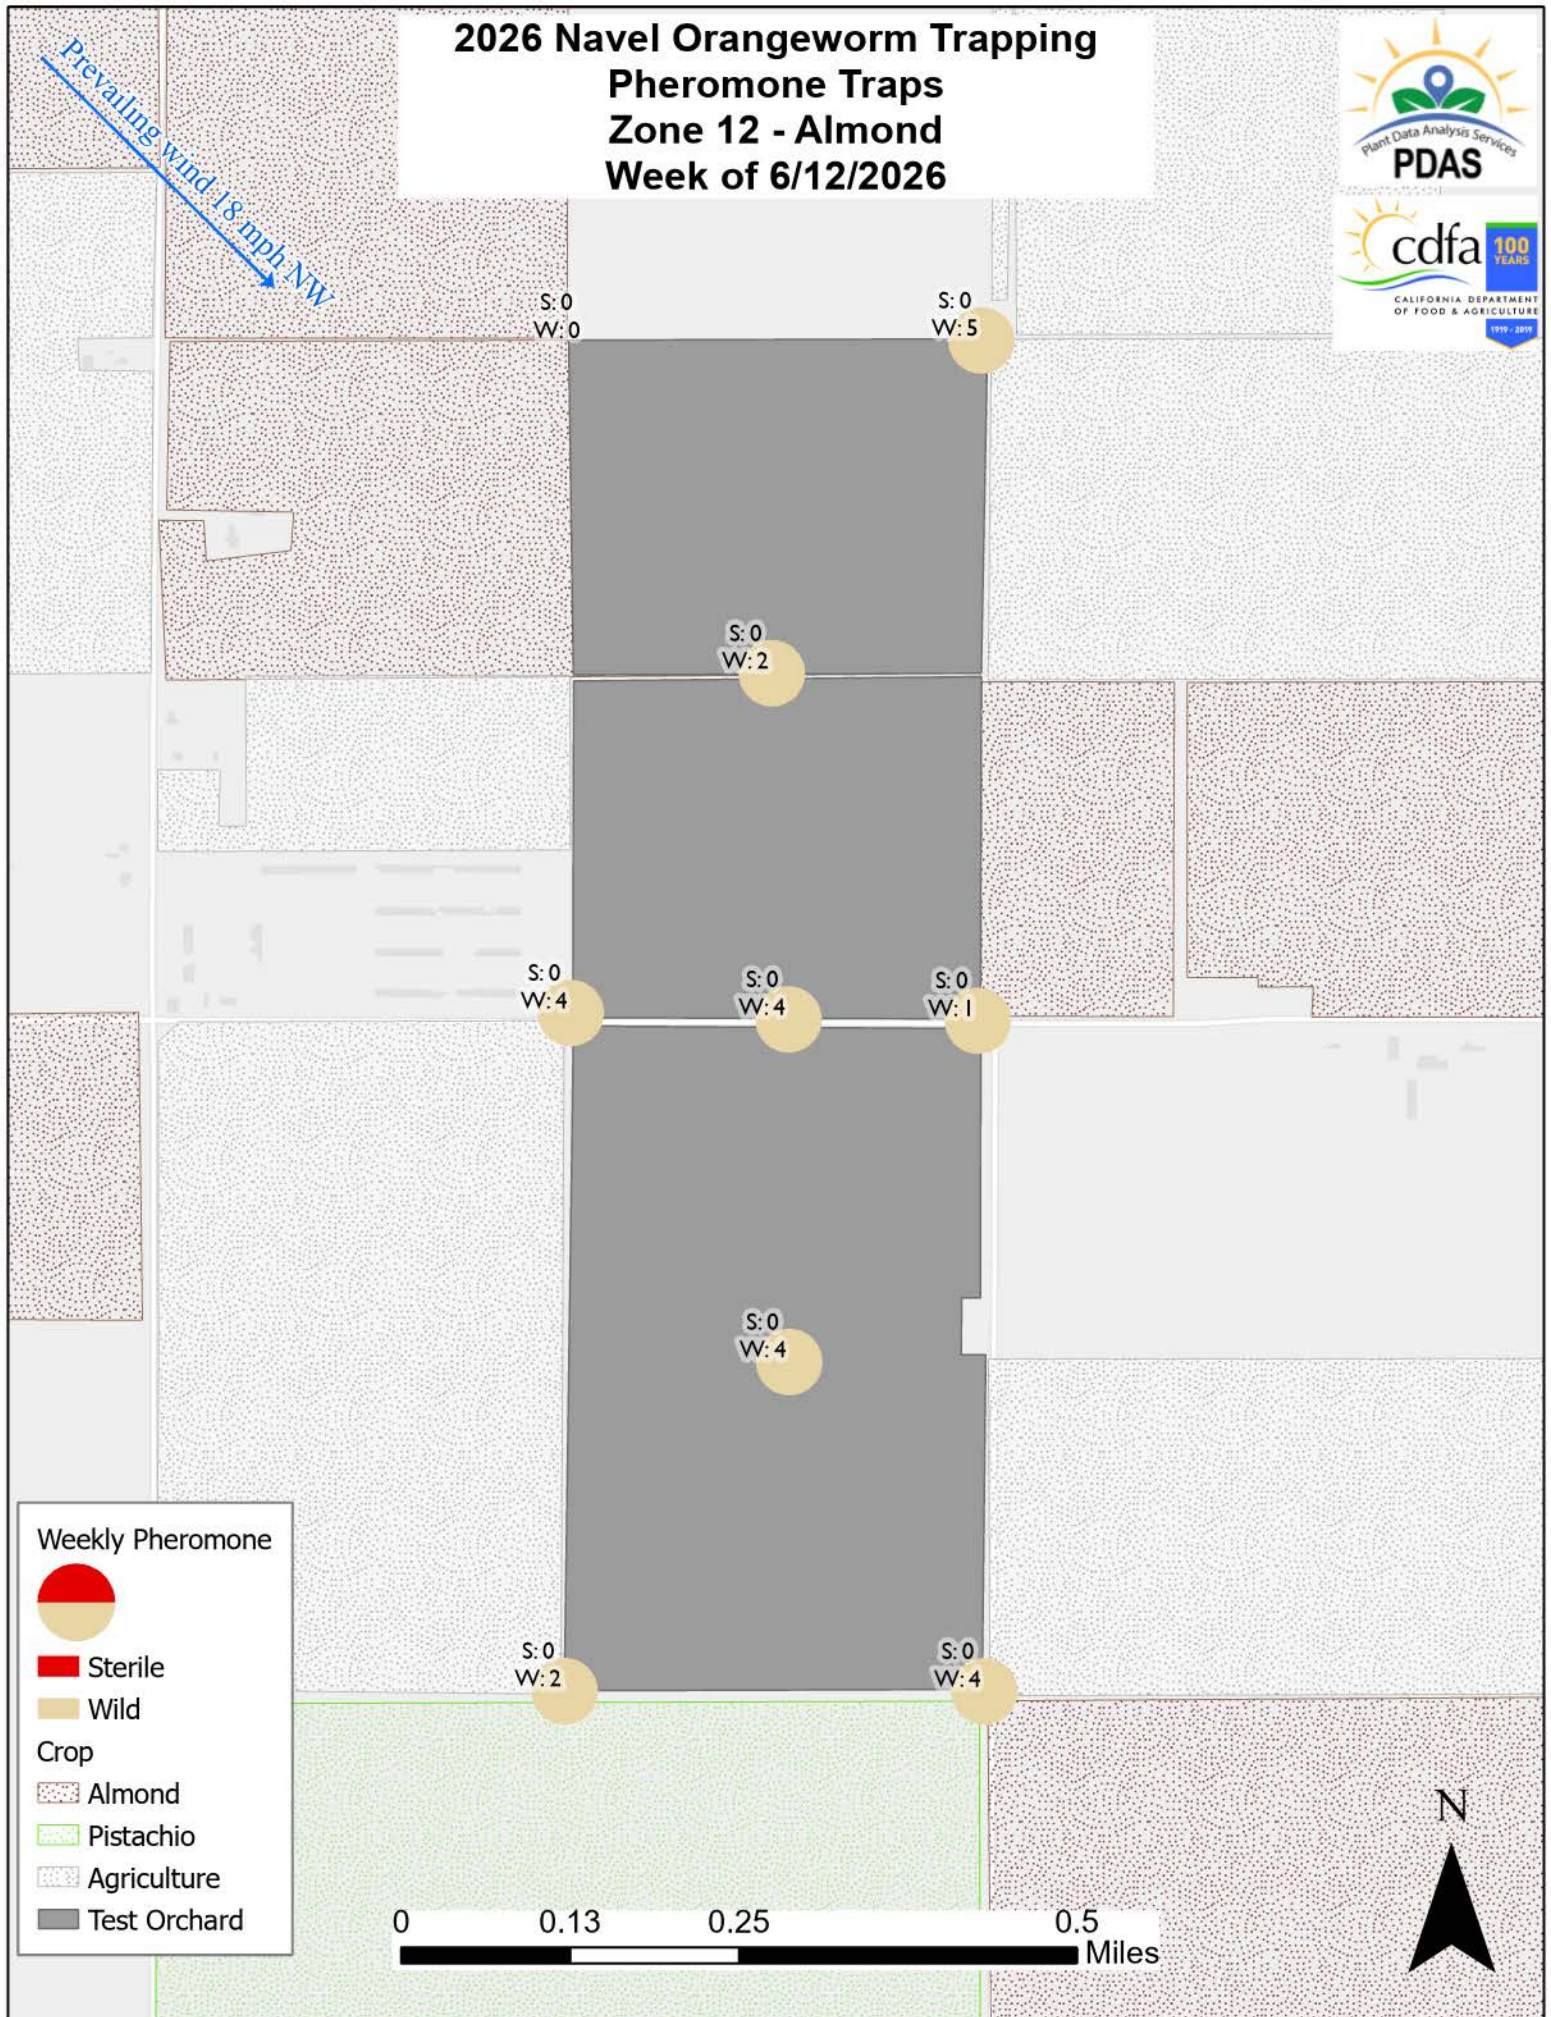 2026 Navel Orangeworm Trapping
Pheromone Traps
Zone 12 - Almond
Week of 6/12/2026
Prevailing wind 18 mph NW
Plant Data Analysis Services
PDAS
cdfa
100
YEARS
CALIFORNIA DEPARTMENT
OF FOOD & AGRICULTURE
1919 - 2019
S: 0
W: 0
S: 0
W: 5
S: 0
W: 2
S: 0
W: 4
S: 0
W: 4
S: 0
W: 1
S: 0
W: 4
S: 0
W: 2
S: 0
W: 4
Weekly Pheromone
Sterile
Wild
Crop
Almond
Pistachio
Agriculture
Test Orchard
0 0.13 0.25 0.5
Miles
N